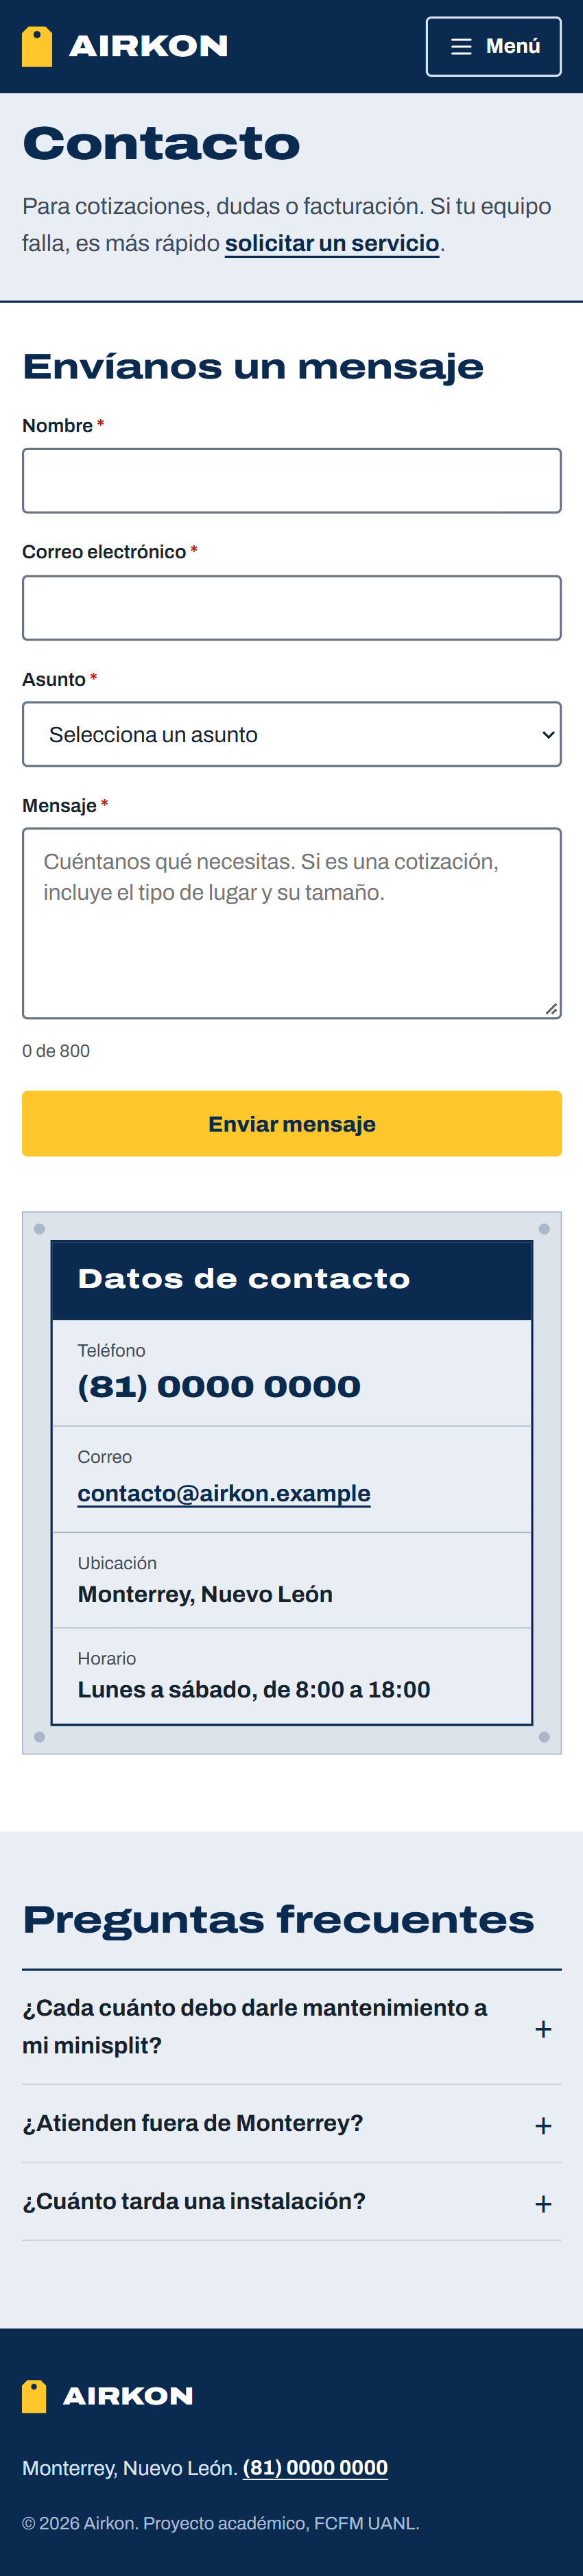 AIRKON
Menú
Contacto
Para cotizaciones, dudas o facturación. Si tu equipo
falla, es más rápido solicitar un servicio.
Envíanos un mensaje
Nombre *
Correo electrónico *
Asunto *
Selecciona un asunto
Mensaje *
Cuéntanos qué necesitas. Si es una cotización,
incluye el tipo de lugar y su tamaño.
0 de 800
Enviar mensaje
Datos de contacto
Teléfono
(81) 0000 0000
Correo
contacto@airkon.example
Ubicación
Monterrey, Nuevo León
Horario
Lunes a sábado, de 8:00 a 18:00
Preguntas frecuentes
¿Cada cuánto debo darle mantenimiento a
mi minisplit?
+
¿Atienden fuera de Monterrey?
+
¿Cuánto tarda una instalación?
+
AIRKON
Monterrey, Nuevo León. (81) 0000 0000
© 2026 Airkon. Proyecto académico, FCFM UANL.